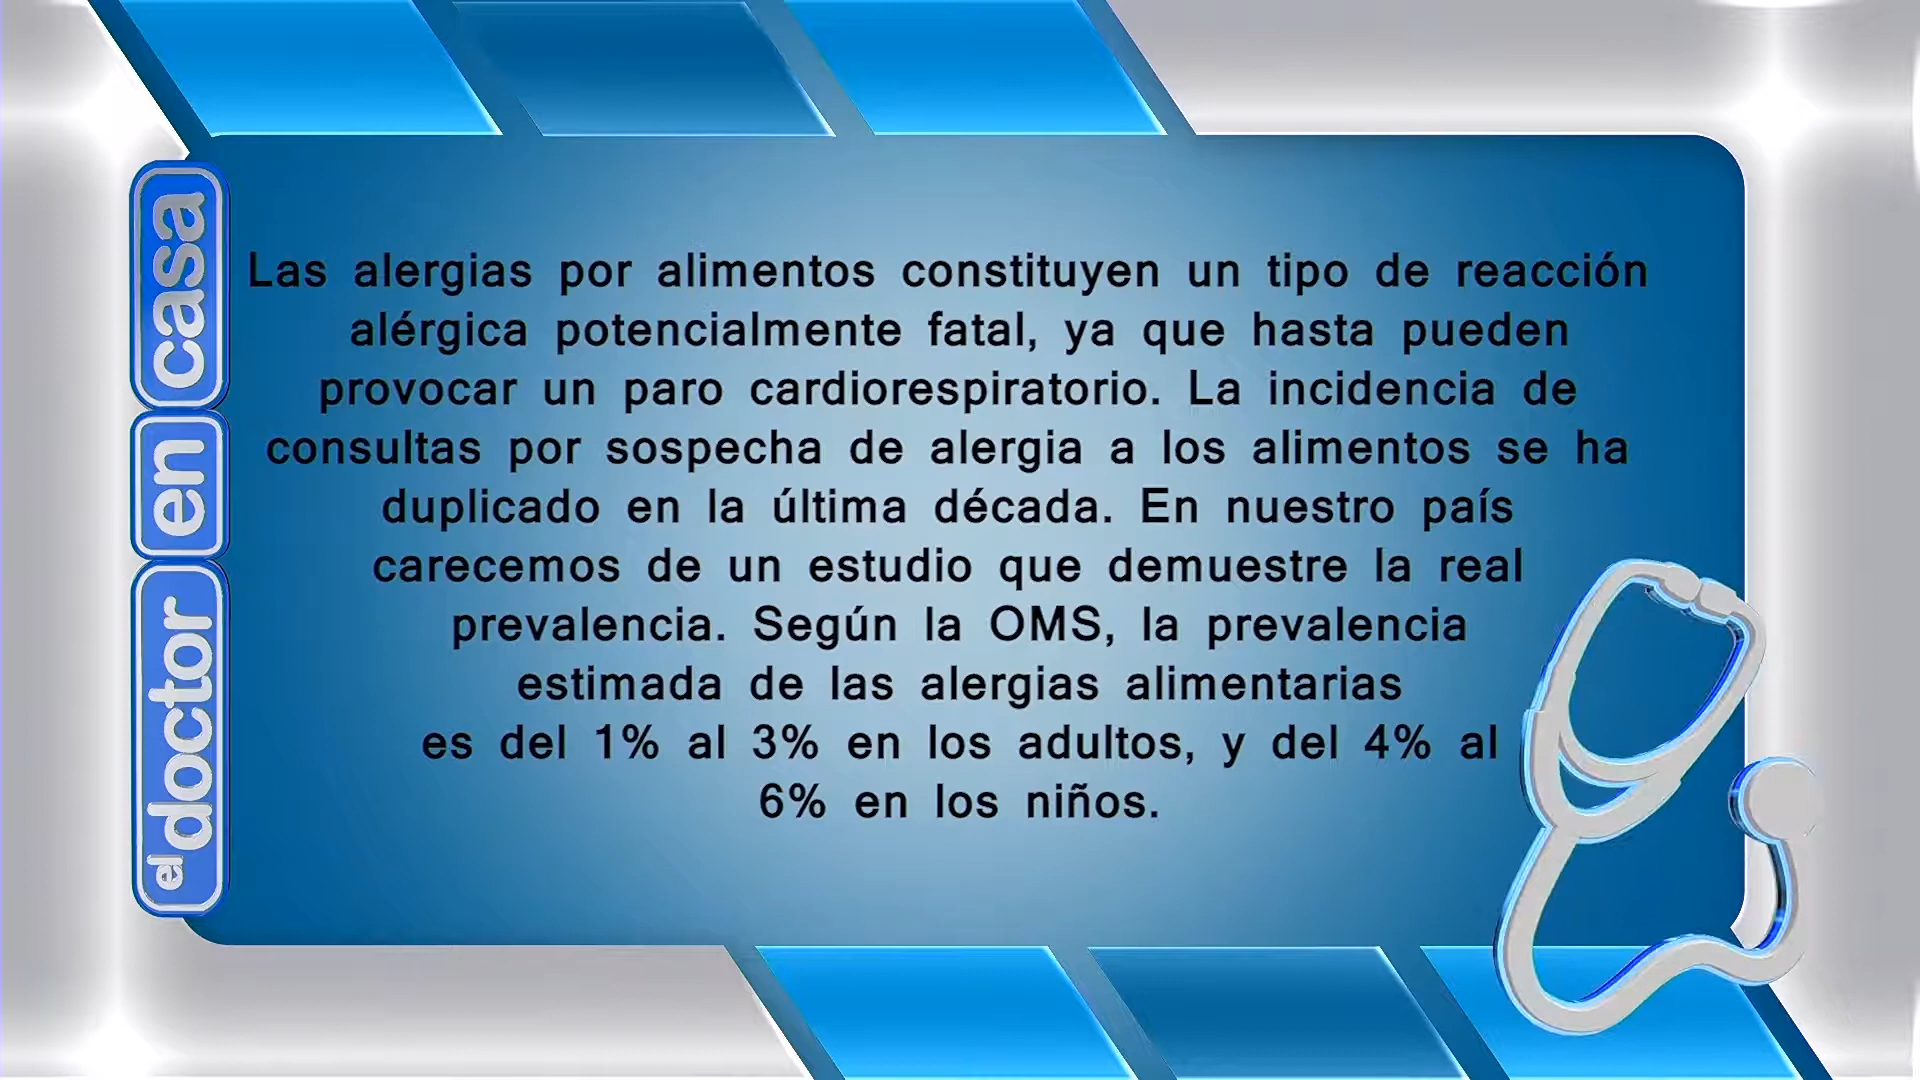 el doctor en casa
Las alergias por alimentos constituyen un tipo de reacción
alérgica potencialmente fatal, ya que hasta pueden
provocar un paro cardiorespiratorio. La incidencia de
consultas por sospecha de alergia a los alimentos se ha
duplicado en la última década. En nuestro país
carecemos de un estudio que demuestre la real
prevalencia. Según la OMS, la prevalencia
estimada de las alergias alimentarias
es del 1% al 3% en los adultos, y del 4% al
6% en los niños.